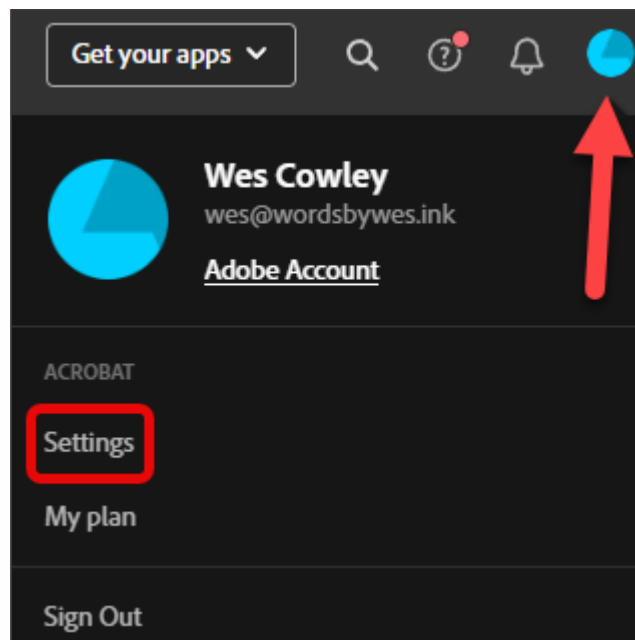 Get your apps
Wes Cowley
wes@wordsbywes.ink
Adobe Account
ACROBAT
Settings
My plan
Sign Out